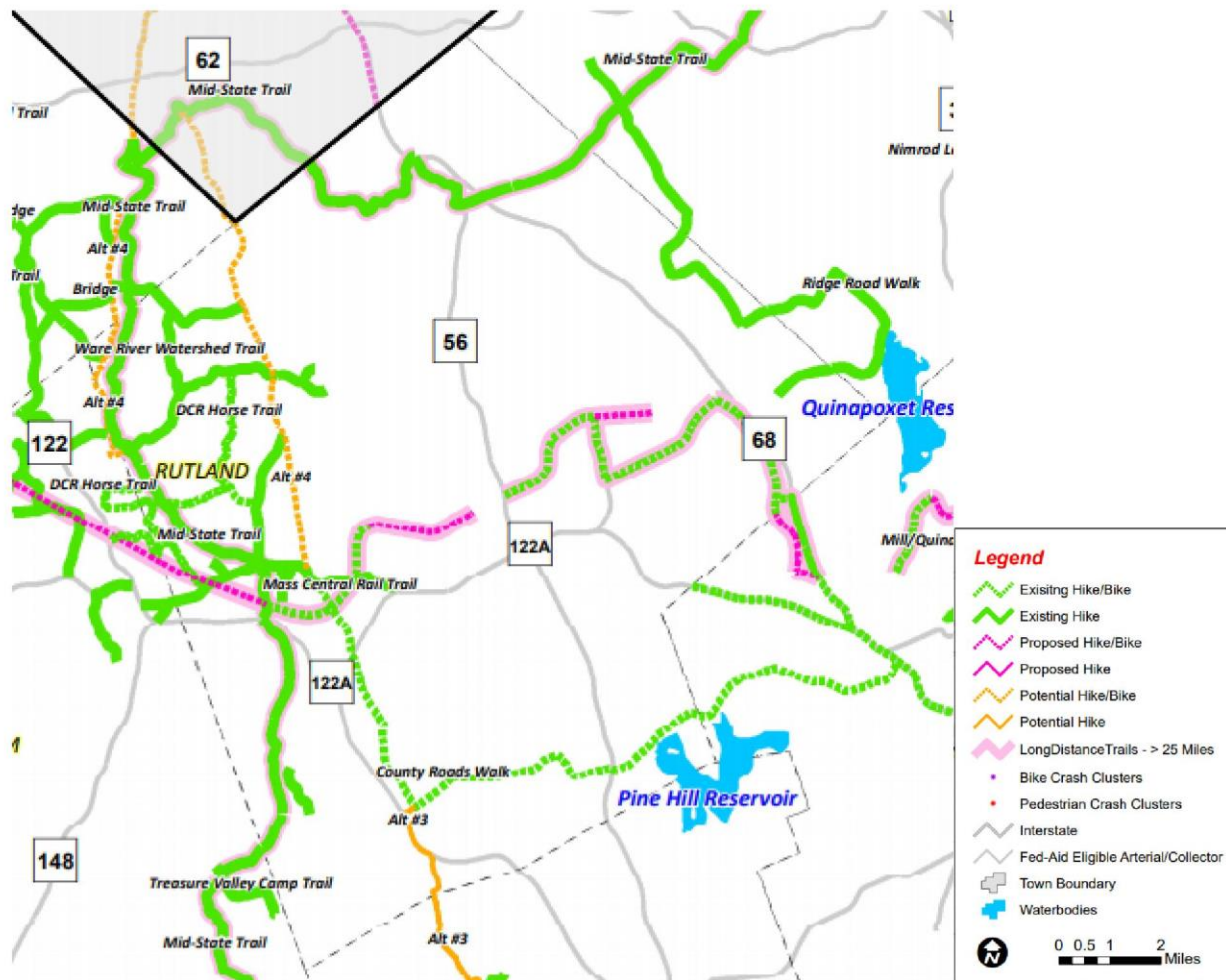 62
Mid-State Trail
Mid-State Trail
Trail
Nimrod
Mid-State Trail
Alt #4
Trail
Bridge
Ridge Road Walk
56
Ware River Watershed Trail
Alt #4
DCR Horse Trail
Quinapoxet Res
122
68
RUTLAND
Alt #4
DCR Horse Trail
Mid-State Trail
122A
Mass Central Rail Trail
122A
County Roads Walk
Pine Hill Reservoir
Alt #3
148
Treasure Valley Camp Trail
Alt #3
Mid-State Trail
Legend
Exisitng Hike/Bike
Existing Hike
Proposed Hike/Bike
Proposed Hike
Potential Hike/Bike
Potential Hike
LongDistanceTrails - > 25 Miles
Bike Crash Clusters
Pedestrian Crash Clusters
Interstate
Fed-Aid Eligible Arterial/Collector
Town Boundary
Waterbodies
N
0 0.5 1 2
Miles